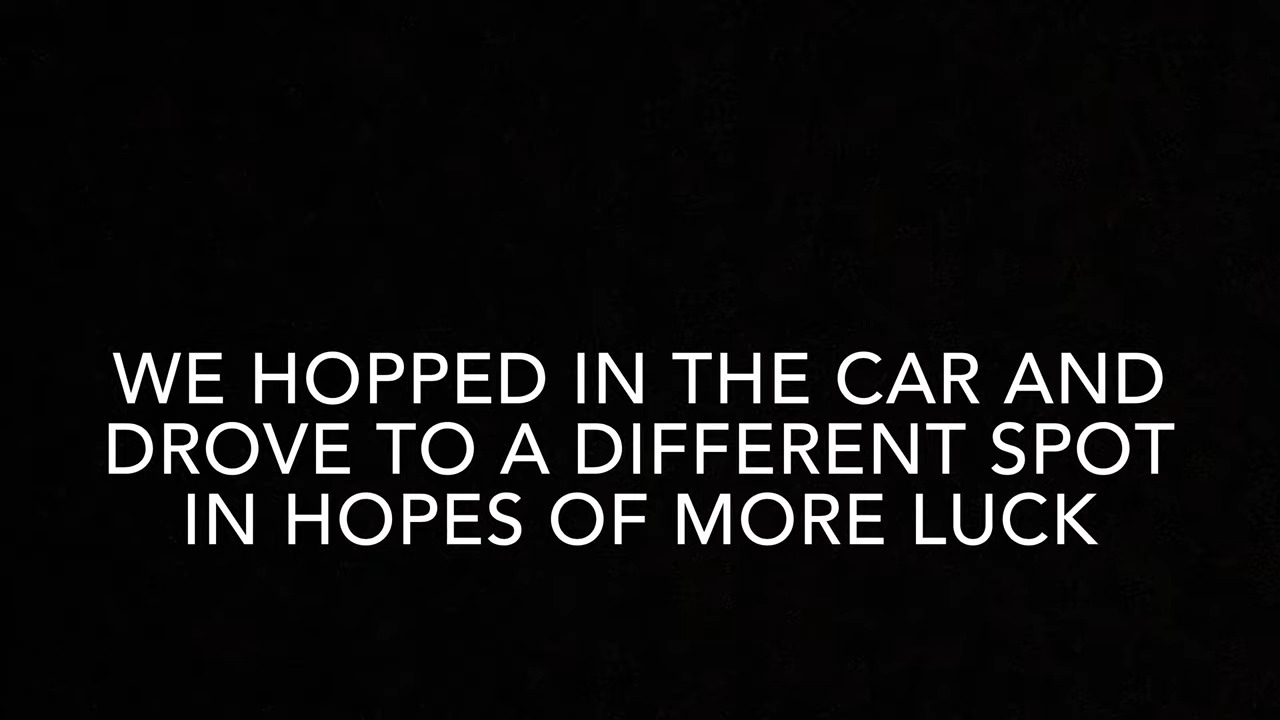 WE HOPPED IN THE CAR AND
DROVE TO A DIFFERENT SPOT
IN HOPES OF MORE LUCK